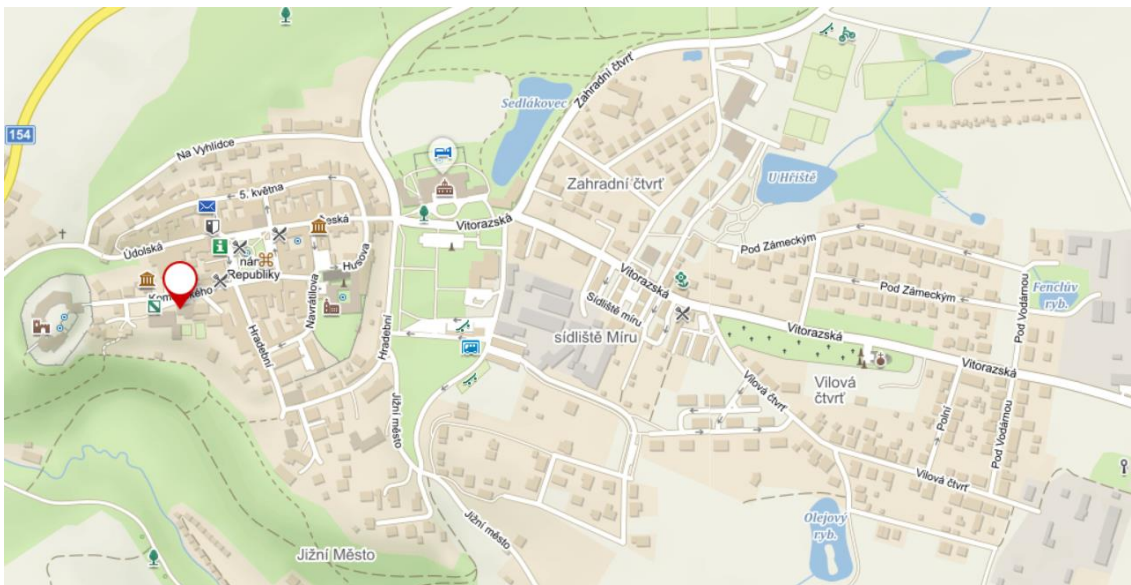 Zahradní čtvrť
Sedlákovec
154
Na Vyhlídce
5. května
U Hřiště
Zahradní čtvrť
Vitorazská
Údolská
Pod Zámeckým
nám
Republiky
Husova
Vitorazská
Pod Zámeckým
Fenclův
ryb.
Pod Vodárnou
Navrátilova
Sídliště míru
Hradební
Hradební
sídliště Míru
Vitorazská
Vitorazská
Vilová
čtvrť
Vilová čtvrť
Polní
Pod Vodárnou
Jižní město
Vilová čtvrť
Jižní město
Olejový
ryb.
Jižní Město